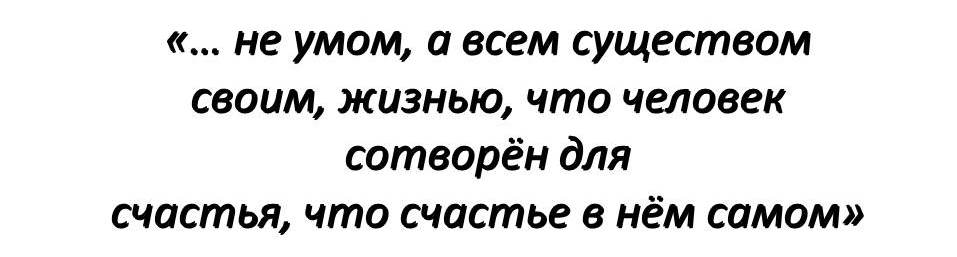 «... не умом, а всем существом
своим, жизнью, что человек
сотворён для
счастья, что счастье в нём самом»